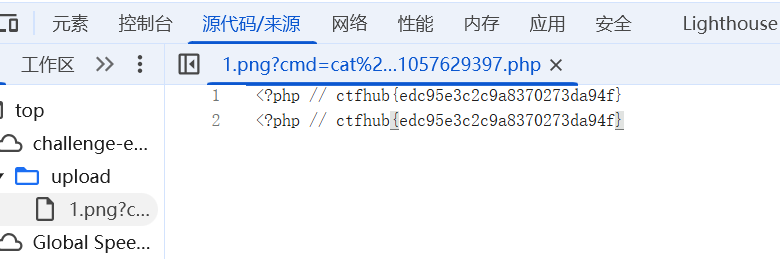 元素 控制台 源代码/来源 网络 性能 内存 应用 安全 Lighthouse
工作区 1.png?cmd=cat%2...1057629397.php
top
challenge-e...
upload
1.png?c...
Global Spee...
1 <?php // ctfhub{edc95e3c2c9a8370273da94f}
2 <?php // ctfhub{edc95e3c2c9a8370273da94f}